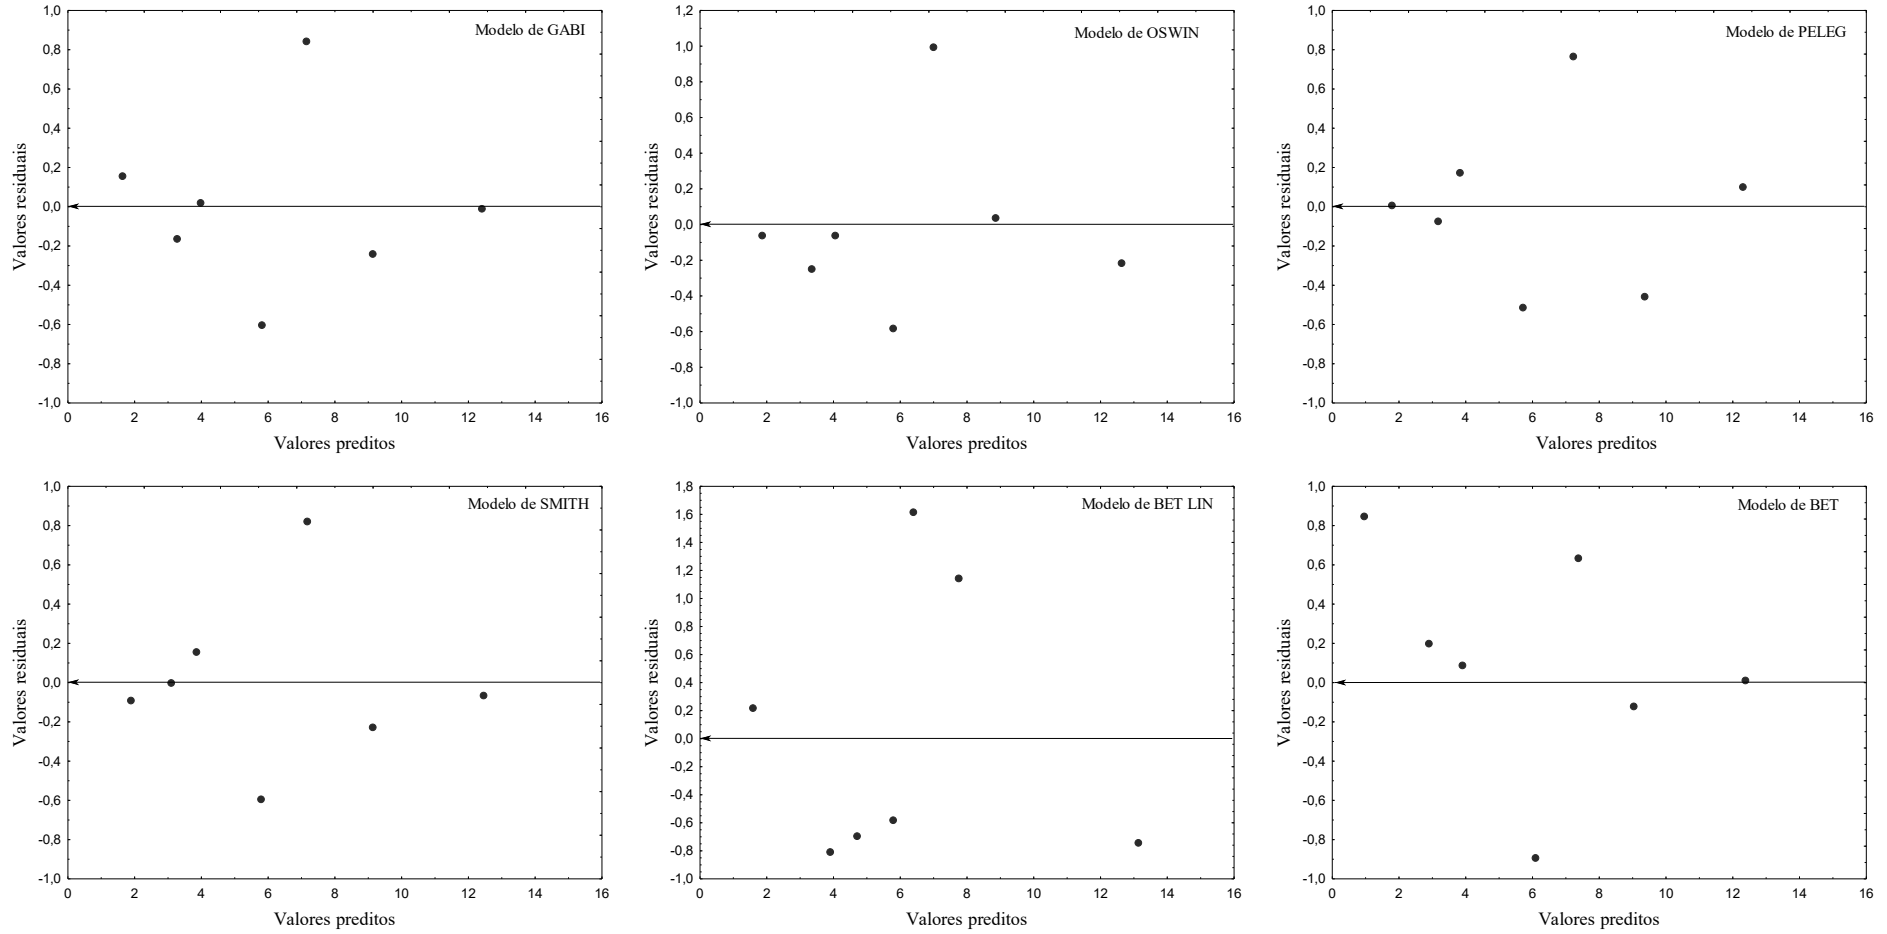 Modelo de GABI
1,0
0,8
0,6
0,4
0,2
0,0
-0,2
-0,4
-0,6
-0,8
-1,0
0 2 4 6 8 10 12 14 16
Valores residuais
Valores preditos
Modelo de OSWIN
1,2
1,0
0,8
0,6
0,4
0,2
0,0
-0,2
-0,4
-0,6
-0,8
-1,0
0 2 4 6 8 10 12 14 16
Valores residuais
Valores preditos
Modelo de PELEG
1,0
0,8
0,6
0,4
0,2
0,0
-0,2
-0,4
-0,6
-0,8
-1,0
0 2 4 6 8 10 12 14 16
Valores residuais
Valores preditos
Modelo de SMITH
1,0
0,8
0,6
0,4
0,2
0,0
-0,2
-0,4
-0,6
-0,8
-1,0
0 2 4 6 8 10 12 14 16
Valores residuais
Valores preditos
Modelo de BET LIN
1,8
1,6
1,4
1,2
1,0
0,8
0,6
0,4
0,2
0,0
-0,2
-0,4
-0,6
-0,8
-1,0
0 2 4 6 8 10 12 14 16
Valores residuais
Valores preditos
Modelo de BET
1,0
0,8
0,6
0,4
0,2
0,0
-0,2
-0,4
-0,6
-0,8
-1,0
0 2 4 6 8 10 12 14 16
Valores residuais
Valores preditos